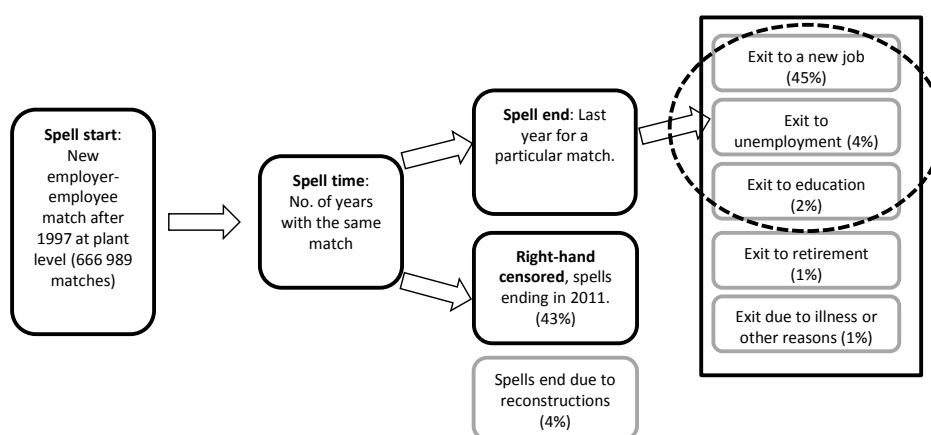 Spell start:
New
employer-
employee
match after
1997 at plant
level (666 989
matches)
Spell time:
No. of years
with the same
match
Spell end: Last
year for a
particular match.
Right-hand
censored, spells
ending in 2011.
(43%)
Spells end due to
reconstructions
(4%)
Exit to a new job
(45%)
Exit to
unemployment (4%)
Exit to education
(2%)
Exit to retirement
(1%)
Exit due to illness or
other reasons (1%)